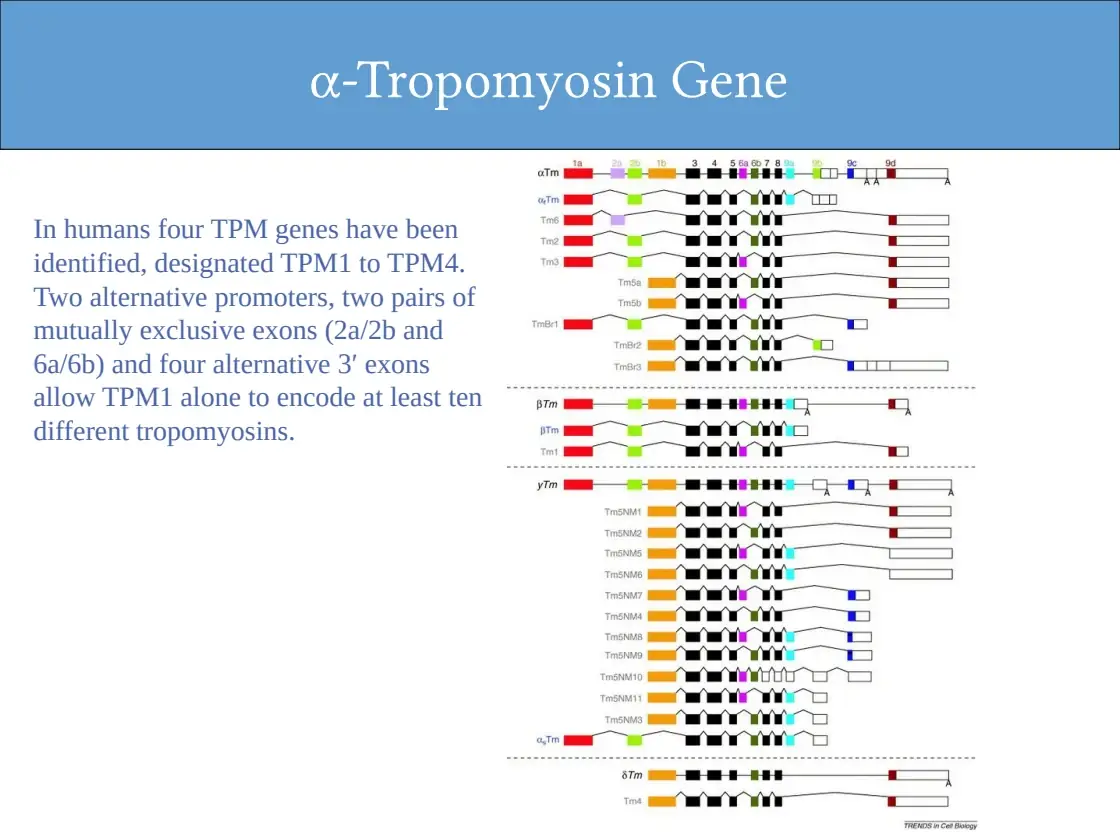 α-Tropomyosin Gene
In humans four TPM genes have been
identified, designated TPM1 to TPM4.
Two alternative promoters, two pairs of
mutually exclusive exons (2a/2b and
6a/6b) and four alternative 3′ exons
allow TPM1 alone to encode at least ten
different tropomyosins.
1a 2a 2b 1b 3 4 5 6a 6b 7 8 9a 9b 9c 9d
αTm
A A A
αfTm
Tm6
Tm2
Tm3
Tm5a
Tm5b
TmBr1
TmBr2
TmBr3
βTm
A A
βTm
Tm1
γTm
A A A
Tm5NM1
Tm5NM2
Tm5NM5
Tm5NM6
Tm5NM7
Tm5NM4
Tm5NM8
Tm5NM9
Tm5NM10
Tm5NM11
Tm5NM3
αsTm
δTm
A
Tm4
TRENDS in Cell Biology